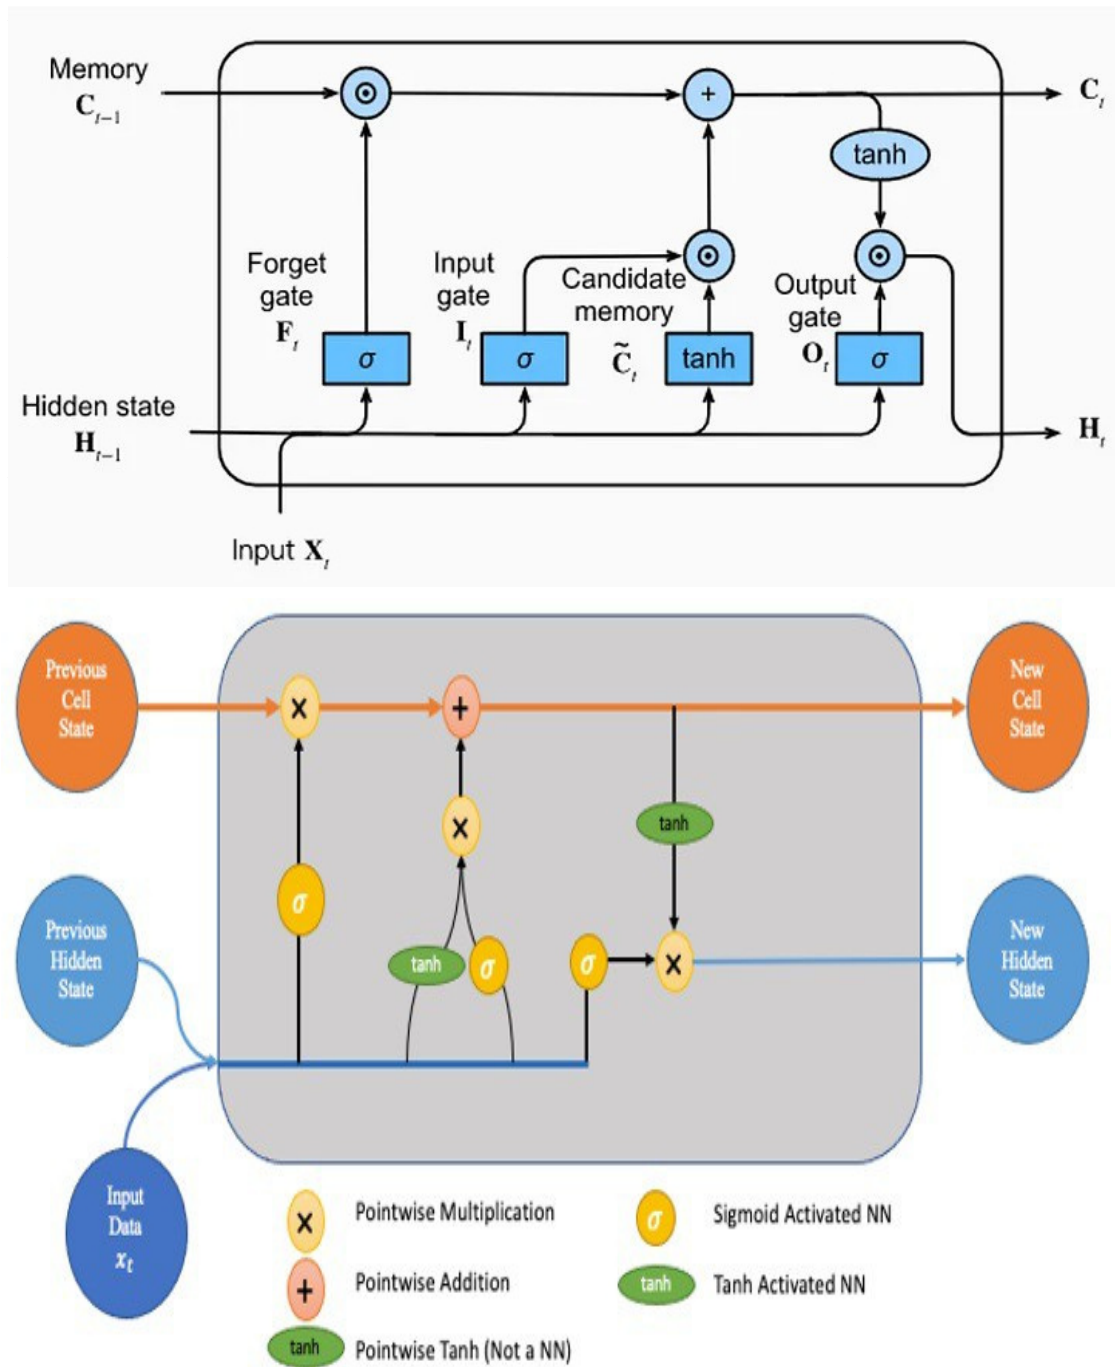 Memory
C_{t-1}
⊙
+
C_t
tanh
Forget
gate
F_t
Input
gate
I_t
⊙
Candidate
memory
C̃_t
⊙
Output
gate
O_t
σ
σ
tanh
σ
Hidden state
H_{t-1}
H_t
Input X_t
Previous
Cell
State
×
+
New
Cell
State
×
tanh
σ
Previous
Hidden
State
tanh
σ
σ
×
New
Hidden
State
Input
Data
x_t
× Pointwise Multiplication
σ Sigmoid Activated NN
+ Pointwise Addition
tanh Tanh Activated NN
tanh Pointwise Tanh (Not a NN)